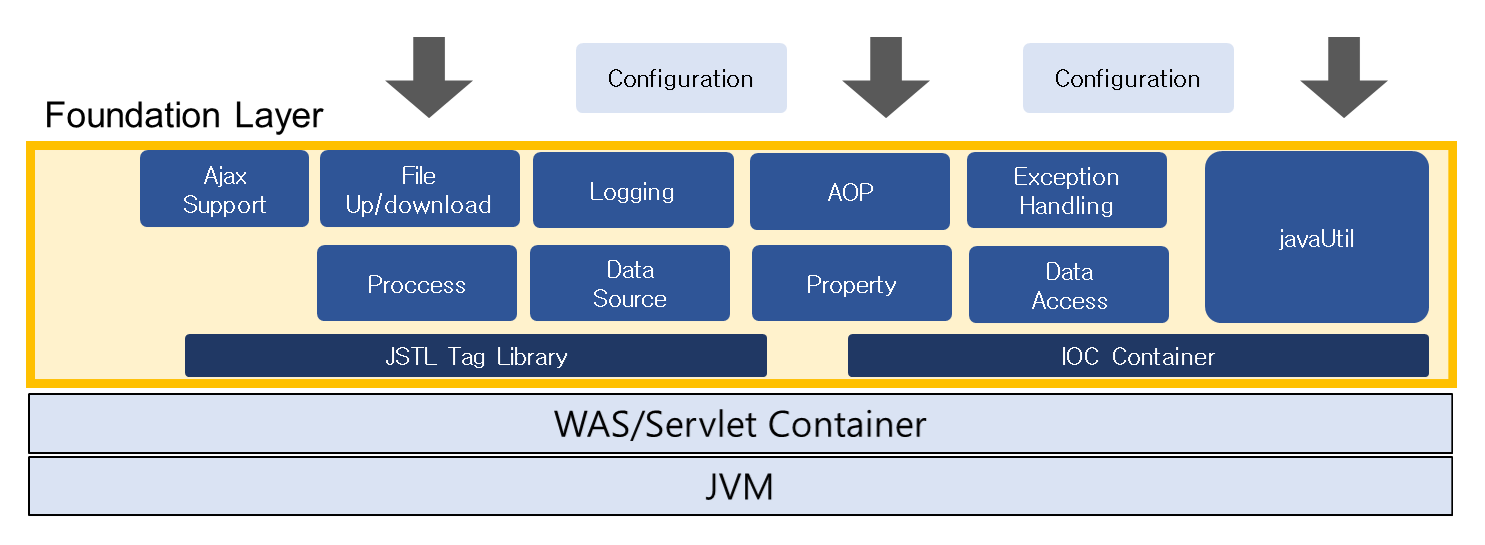 Configuration
Configuration
Foundation Layer
Ajax
Support
File
Up/download
Logging
AOP
Exception
Handling
javaUtil
Proccess
Data
Source
Property
Data
Access
JSTL Tag Library
IOC Container
WAS/Servlet Container
JVM